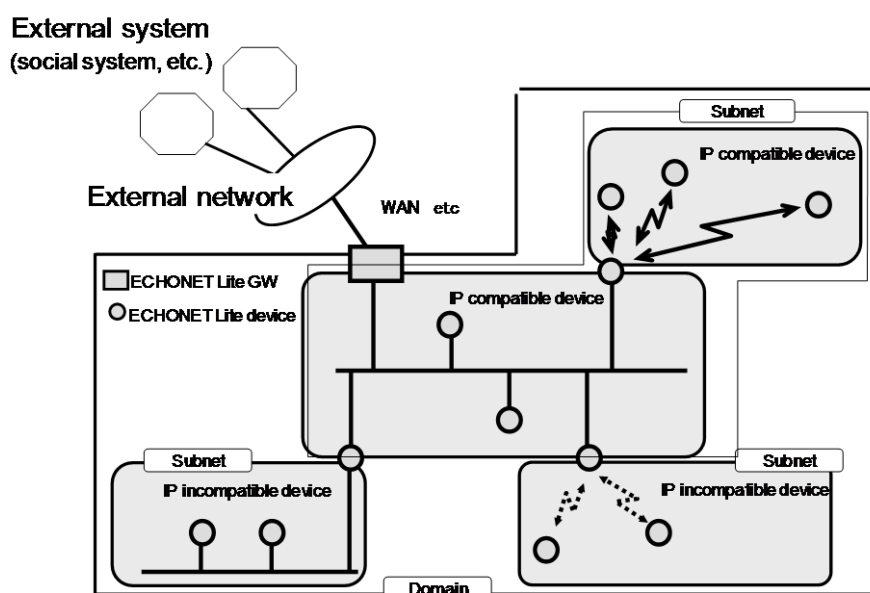 External system
(social system, etc.)
External network
WAN etc
Subnet
IP compatible device
ECHONET Lite GW
ECHONET Lite device
IP compatible device
Subnet
IP incompatible device
Subnet
IP incompatible device
Domain